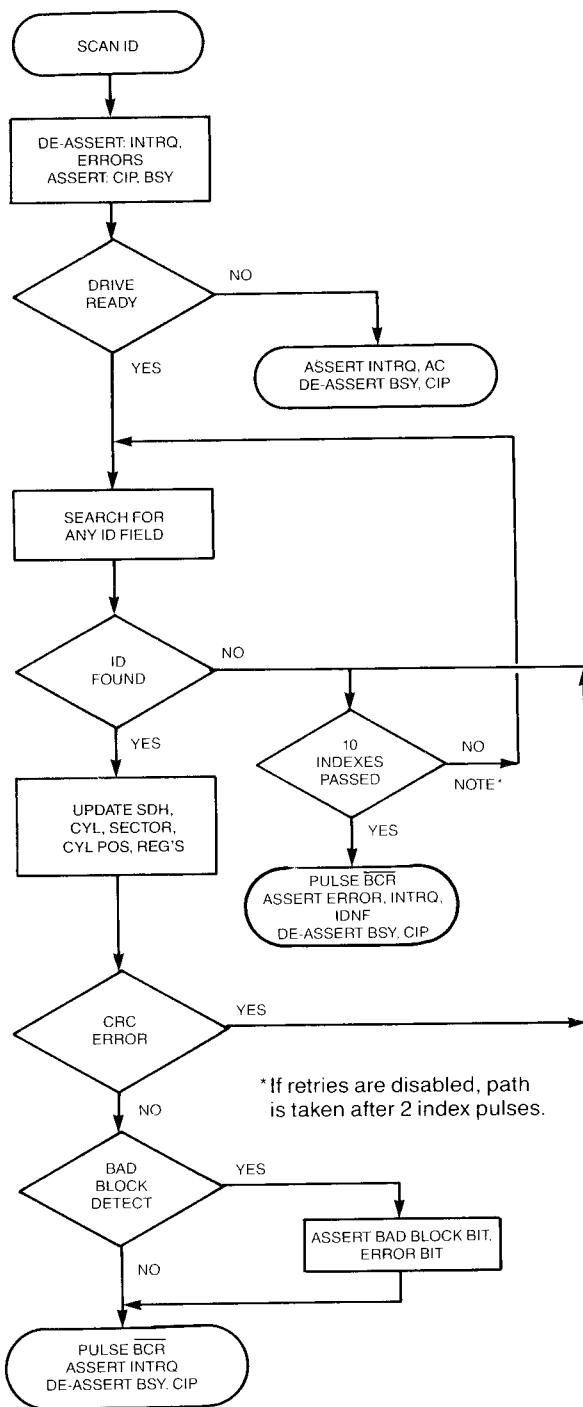 SCAN ID
DE-ASSERT: INTRQ,
ERRORS
ASSERT: CIP, BSY
DRIVE
READY
NO
YES
ASSERT INTRQ, AC
DE-ASSERT BSY, CIP
SEARCH FOR
ANY ID FIELD
ID
FOUND
NO
YES
10
INDEXES
PASSED
NO
NOTE*
YES
UPDATE SDH,
CYL, SECTOR,
CYL POS, REG'S
PULSE BCR
ASSERT ERROR, INTRQ,
IDNF
DE-ASSERT BSY, CIP
CRC
ERROR
YES
NO
*If retries are disabled, path
is taken after 2 index pulses.
BAD
BLOCK
DETECT
YES
NO
ASSERT BAD BLOCK BIT,
ERROR BIT
PULSE BCR
ASSERT INTRQ
DE-ASSERT BSY, CIP